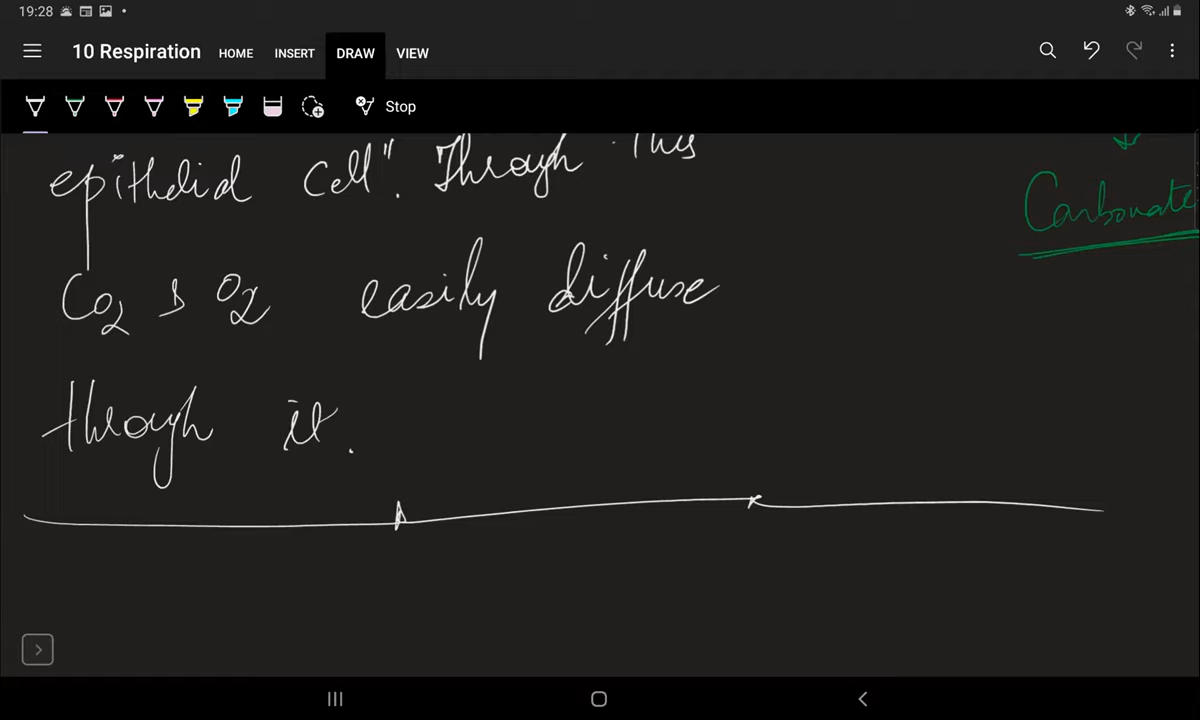 19:28
10 Respiration HOME INSERT DRAW VIEW
Stop
epithelid cell". Through This
Carbonate
CO2 & O2 easily diffuse
through it.